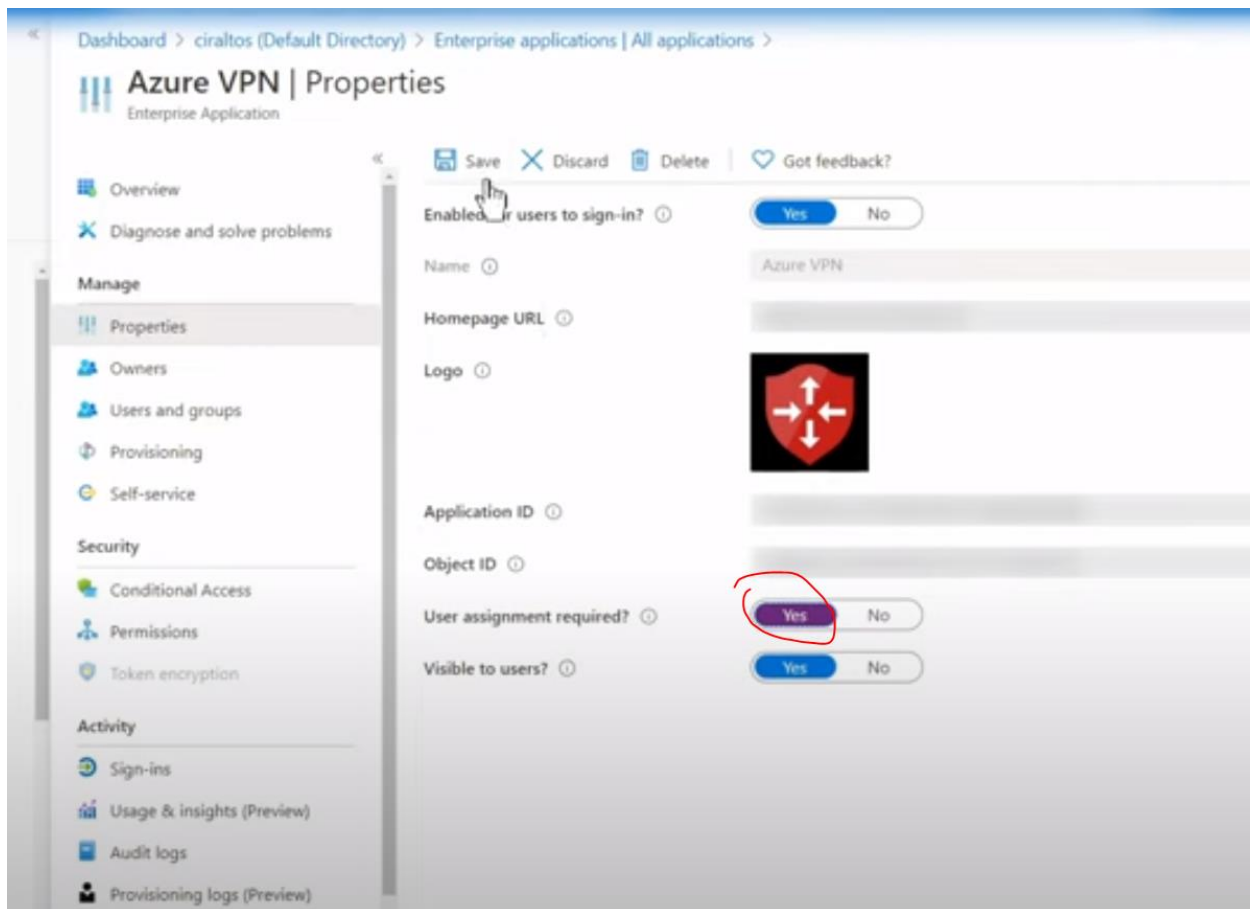 Dashboard > ciraltos (Default Directory) > Enterprise applications | All applications >
Azure VPN | Properties
Enterprise Application
Save Discard Delete Got feedback?
Overview
Diagnose and solve problems
Manage
Properties
Owners
Users and groups
Provisioning
Self-service
Security
Conditional Access
Permissions
Token encryption
Activity
Sign-ins
Usage & insights (Preview)
Audit logs
Provisioning logs (Preview)
Enabled users to sign-in? Yes No
Name Azure VPN
Homepage URL
Logo
Application ID
Object ID
User assignment required? Yes No
Visible to users? Yes No